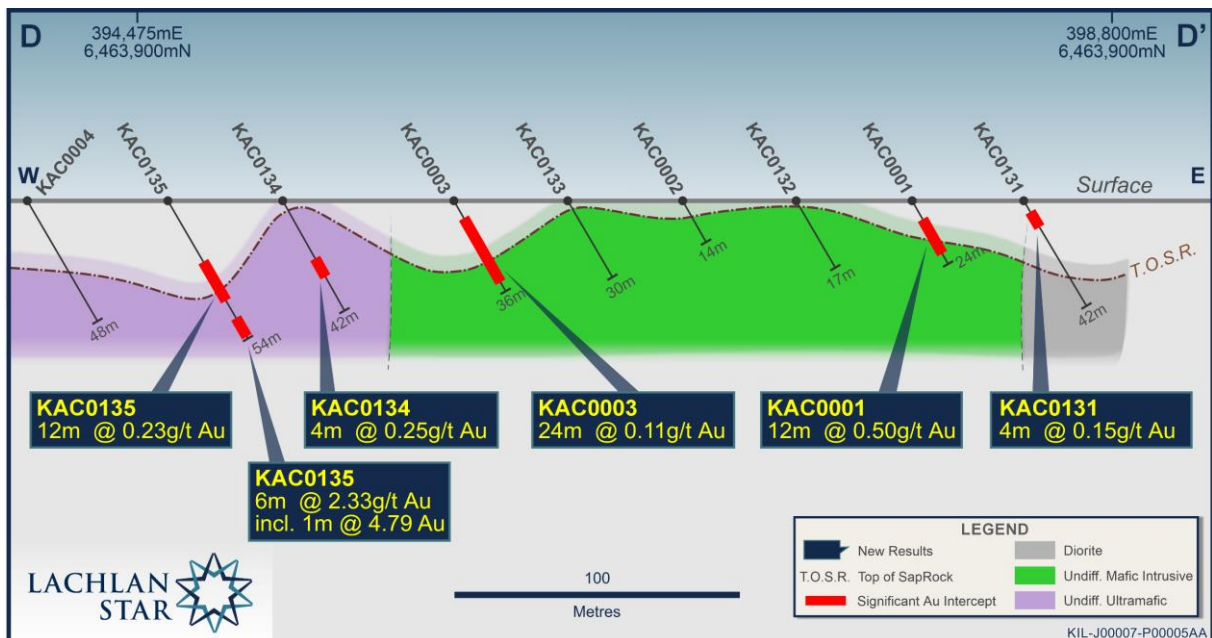 D
394,475mE
6,463,900mN
398,800mE
6,463,900mN
D'
W
KAC0004
KAC0135
KAC0134
KAC0003
KAC0133
KAC0002
KAC0132
KAC0001
KAC0131
Surface
E
T.O.S.R.
48m
54m
42m
36m
30m
14m
17m
24m
42m
KAC0135
12m @ 0.23g/t Au
KAC0134
4m @ 0.25g/t Au
KAC0003
24m @ 0.11g/t Au
KAC0001
12m @ 0.50g/t Au
KAC0131
4m @ 0.15g/t Au
KAC0135
6m @ 2.33g/t Au
incl. 1m @ 4.79 Au
LACHLAN
STAR
100
Metres
LEGEND
New Results
T.O.S.R. Top of SapRock
Significant Au Intercept
Diorite
Undiff. Mafic Intrusive
Undiff. Ultramafic
KIL-J00007-P00005AA